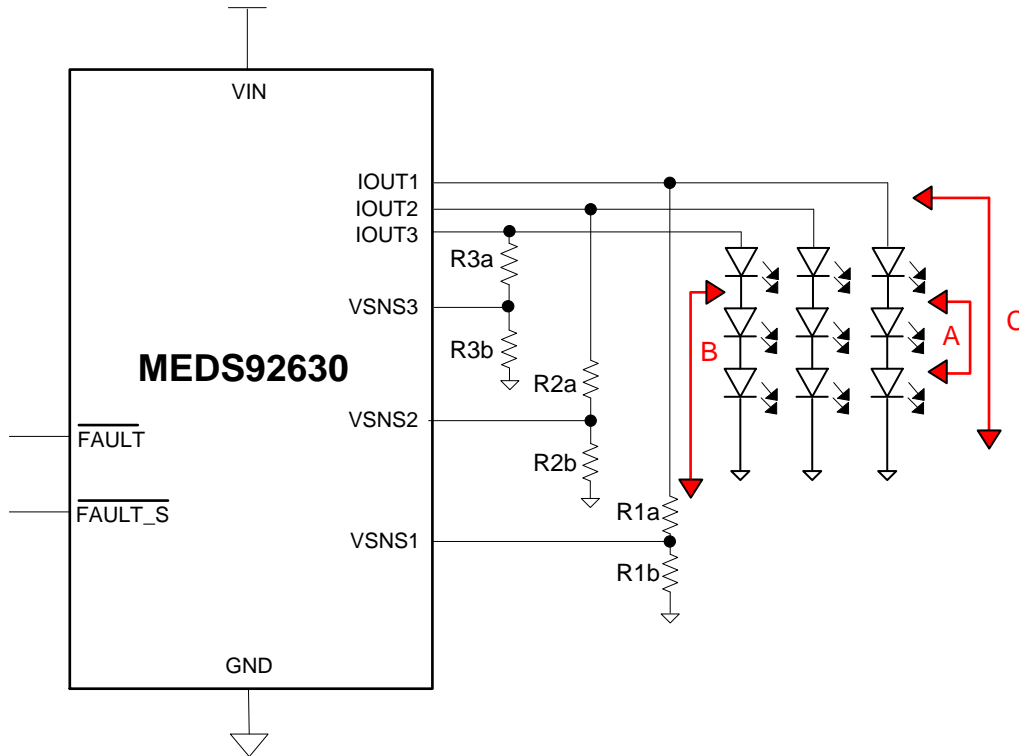 VIN
IOUT1
IOUT2
IOUT3
R3a
VSNS3
R3b
MEDS92630
R2a
VSNS2
R2b
FAULT
FAULT_S
R1a
VSNS1
R1b
GND
B
A
C